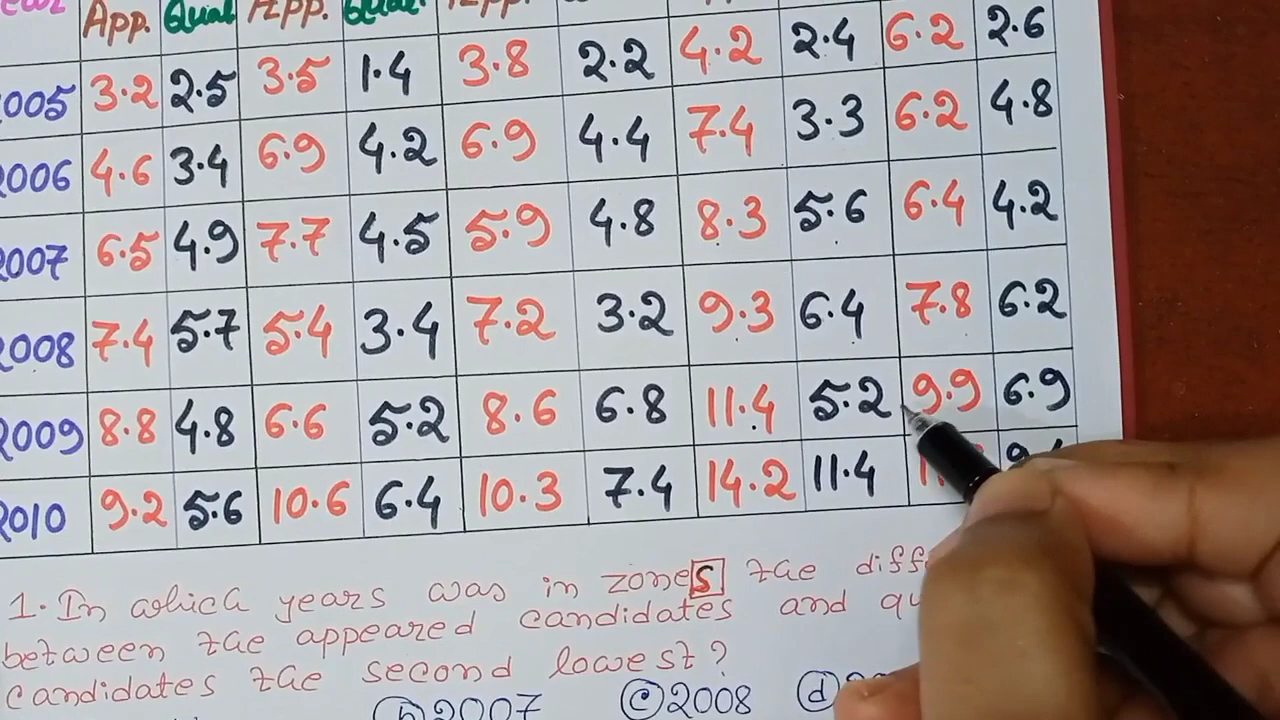 App. Qual App. Qual.
2005 3.2 2.5 3.5 1.4 3.8 2.2 4.2 2.4 6.2 2.6
2006 4.6 3.4 6.9 4.2 6.9 4.4 7.4 3.3 6.2 4.8
2007 6.5 4.9 7.7 4.5 5.9 4.8 8.3 5.6 6.4 4.2
2008 7.4 5.7 5.4 3.4 7.2 3.2 9.3 6.4 7.8 6.2
2009 8.8 4.8 6.6 5.2 8.6 6.8 11.4 5.2 9.9 6.9
2010 9.2 5.6 10.6 6.4 10.3 7.4 14.2 11.4
1. In which years was in zone S the diff
between the appeared candidates and qu
candidates the second lowest?
(b) 2007 (c) 2008 (d)